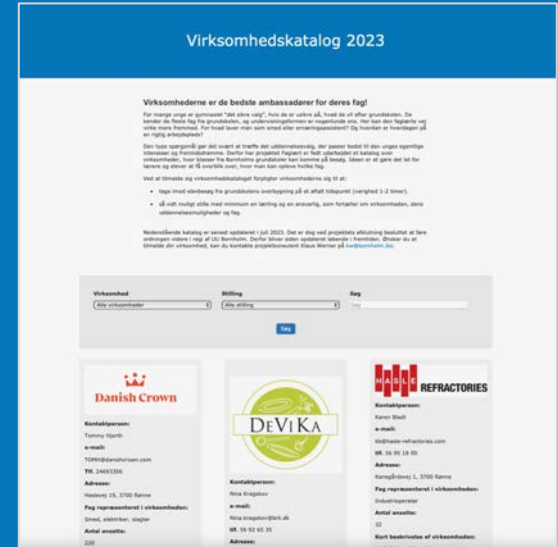 Virksomhedskatalog 2023
Virksomhederne er de bedste ambassadører for deres fag!
For mange unge er gymnasiet "det sikre valg", hvis de er usikre på, hvad de vil efter grundskolen. De
kender de fleste fag fra grundskolen, og undervisningsformen er nogenlunde ens. Her kan den faglærte vej
virke mere fremmed. For hvad laver man som smed eller ernæringsassistent? Og hvordan er hverdagen på
en rigtig arbejdsplads?
Den type spørgsmål gør det svært at træffe det uddannelsesvalg, der passer bedst til den unges egentlige
interesser og fremtidsdrømme. Derfor har projektet Faglært er fedt udarbejdet et katalog over
virksomheder, hvor klasser fra Bornholms grundskoler kan komme på besøg. Ideen er at gøre det let for
lærere og elever at få overblik over, hvor man kan opleve hvilke fag.
Ved at tilmelde sig virksomhedskataloget forpligter virksomhederne sig til at:
• tage imod elevbesøg fra grundskolens overbygning på et aftalt tidspunkt (varighed 1-2 timer).
• så vidt muligt stille med minimum en lærling og en ansvarlig, som fortæller om virksomheden, dens
uddannelsesmuligheder og fag.
Nedenstående katalog er senest opdateret i juli 2023. Det er dog ved projektets afslutning besluttet at føre
ordningen videre i regi af UU Bornholm. Derfor bliver siden opdateret løbende i fremtiden. Ønsker du at
tilmelde din virksomhed, kan du kontakte projektkonsulent Klaus Werner på
Virksomhed Stilling Søg
(Alle virksomheder) (Alle stilling) Søg
Søg
Danish Crown
Kontaktperson:
Tommy Hjorth
e-mail:
TOMH@danishcrown.com
Tlf. 24693306
Adresse:
Haslevej 19, 3700 Rønne
Fag repræsenteret i virksomheden:
Smed, elektriker, slagter
Antal ansatte:
220
DEVIKA
Kontaktperson:
Nina Kragskov
e-mail:
Nina.kragskov@brk.dk
tlf. 56 92 65 35
Adresse:
HASLE REFRACTORIES
Kontaktperson:
Karen Bladt
e-mail:
kb@hasle-refractories.com
tlf. 56 95 18 00
Adresse:
3700 Rønne
Fag repræsenteret i virksomheden:
Industrioperatør
Antal ansatte:
32
Kort beskrivelse af virksomheden: